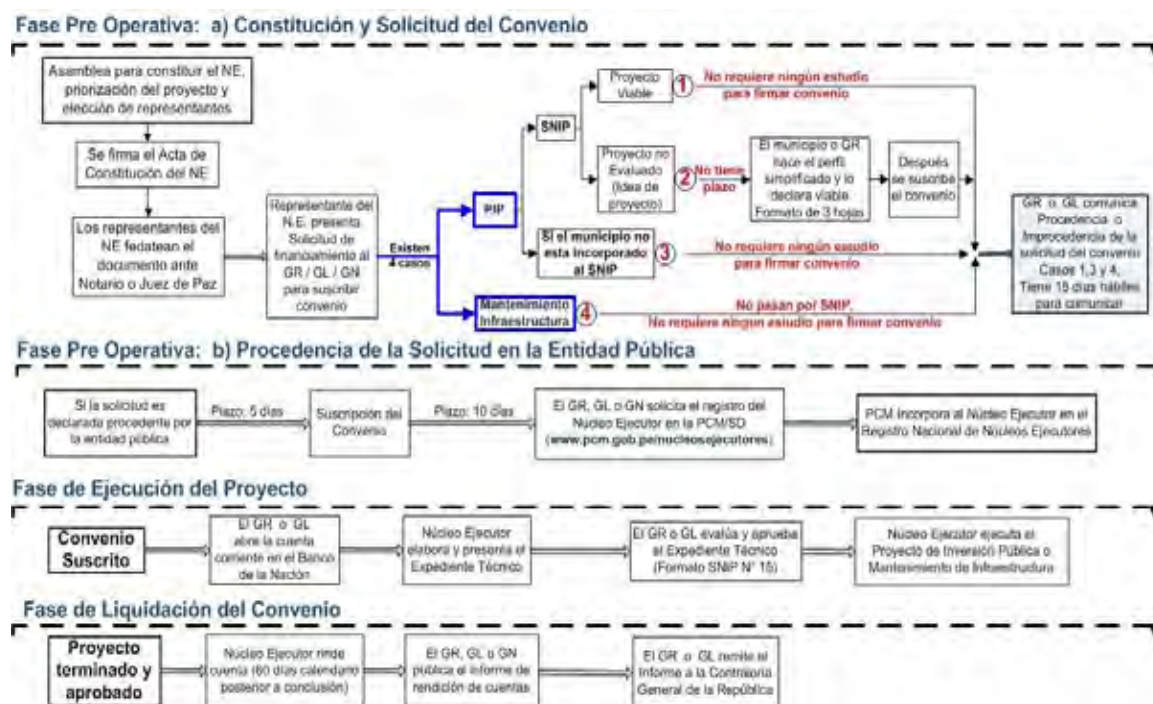 Fase Pre Operativa: a) Constitución y Solicitud del Convenio
Asamblea para constituir el NE,
priorización del proyecto y
elección de representantes
Se firma el Acta de
Constitución del NE
Los representantes del
NE fedatean el
documento ante
Notario o Juez de Paz
Representante del
N.E. presenta
Solicitud de
financiamiento al
GR / GL / GN
para suscribir
convenio
Existen
4 casos
PIP
SNIP
Proyecto
Viable
1
No requiere ningún estudio
para firmar convenio
Proyecto no
Evaluado
(Idea de
proyecto)
2
No tiene
plazo
El municipio o GR
hace el perfil
simplificado y lo
declara viable
Formato de 3 hojas
Después
se suscribe
el convenio
Si el municipio no
esta incorporado
al SNIP
3
No requiere ningún estudio
para firmar convenio
Mantenimiento
Infraestructura
4
No pasan por SNIP,
No requiere ningun estudio para firmar convenio
GR o GL comunica
Procedencia o
Improcedencia de la
solicitud del convenio
Casos 1,3 y 4,
Tiene 15 días hábiles
para comunicar
Fase Pre Operativa: b) Procedencia de la Solicitud en la Entidad Pública
Si la solicitud es
declarada procedente por
la entidad pública
Plazo: 5 días
Suscripción del
Convenio
Plazo: 10 días
El GR, GL o GN solicita el registro del
Núcleo Ejecutor en la PCM/SD
(www.pcm.gob.pe/nucleosejecutores)
PCM incorpora al Núcleo Ejecutor en el
Registro Nacional de Núcleos Ejecutores
Fase de Ejecución del Proyecto
Convenio
Suscrito
El GR o GL
abre la cuenta
corriente en el Banco
de la Nación
Núcleo Ejecutor
elabora y presenta el
Expediente Técnico
El GR o GL evalúa y aprueba
el Expediente Técnico
(Formato SNIP N° 15)
Núcleo Ejecutor ejecuta el
Proyecto de Inversión Pública o
Mantenimiento de Infraestructura
Fase de Liquidación del Convenio
Proyecto
terminado y
aprobado
Núcleo Ejecutor rinde
cuenta (60 días calendario
posterior a conclusión)
El GR, GL o GN
publica el informe de
rendición de cuentas
El GR o GL remite el
Informe a la Contraloría
General de la República